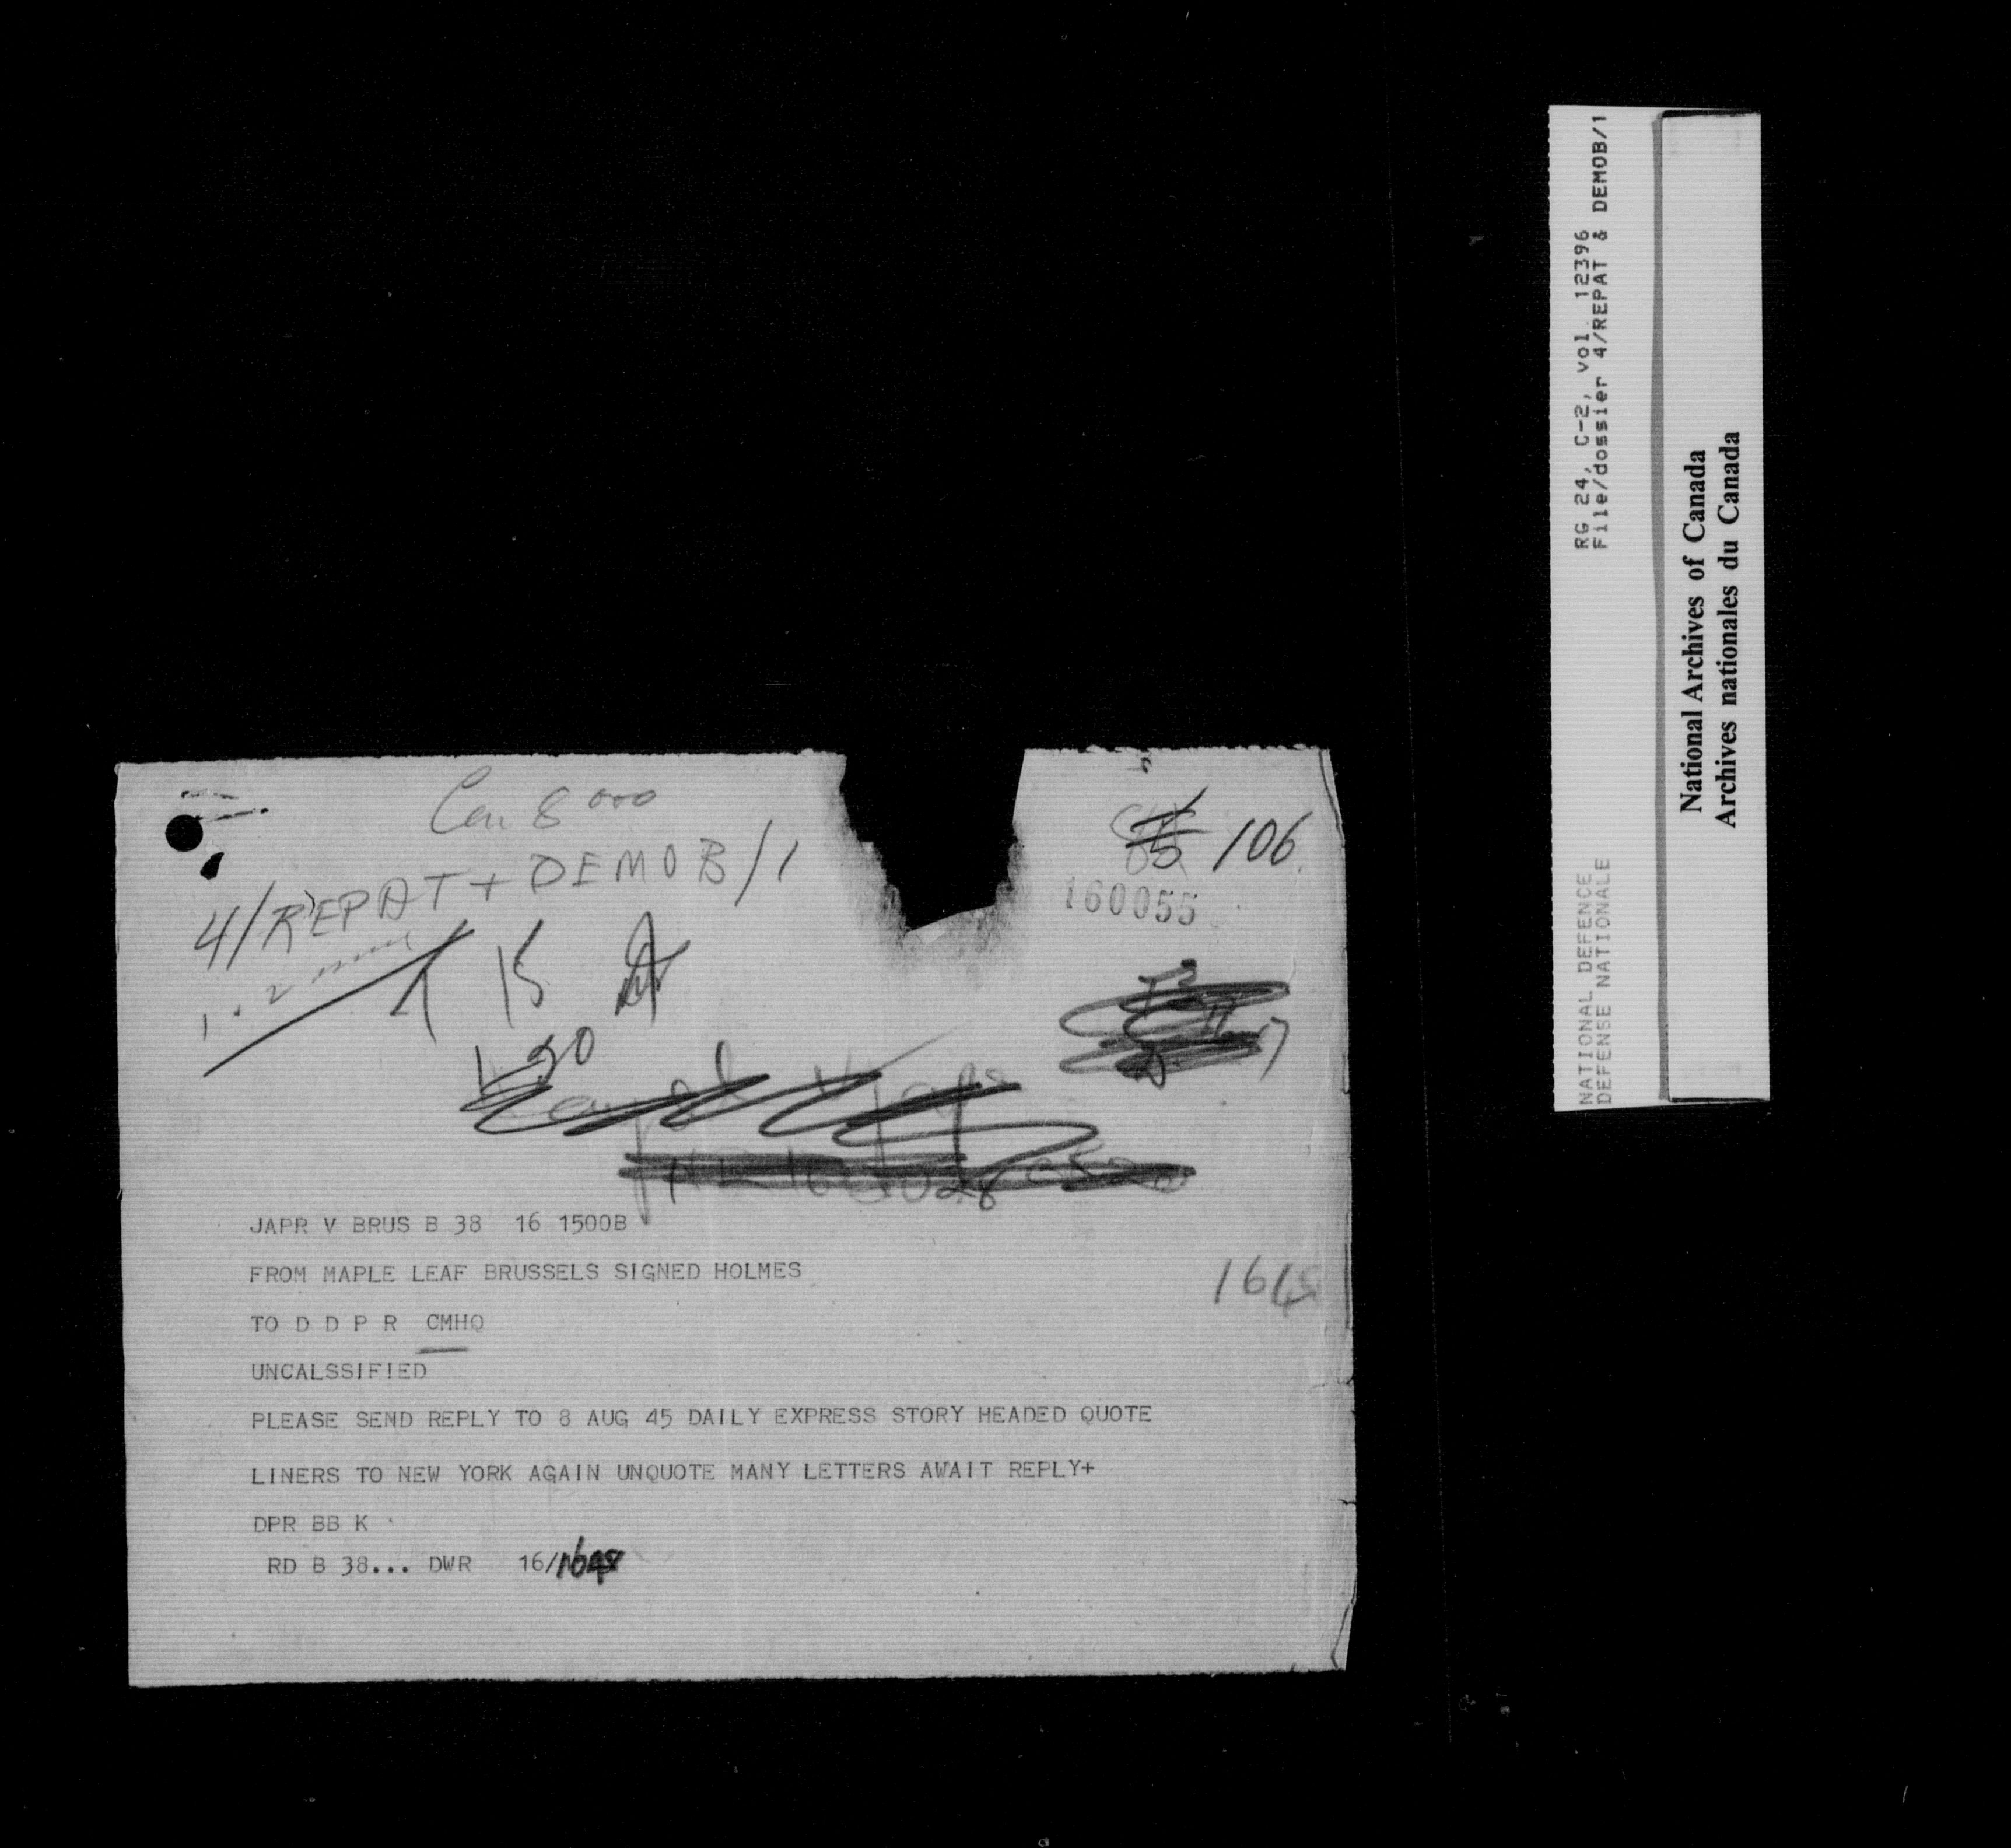 4/REPAT + DEMOB/1
106
160055
15
JAPR V BRUS B 38 16 1500B
FROM MAPLE LEAF BRUSSELS SIGNED HOLMES
1648
TO D D P R CMHQ
UNCALSSIFIED
PLEASE SEND REPLY TO 8 AUG 45 DAILY EXPRESS STORY HEADED QUOTE
LINERS TO NEW YORK AGAIN UNQUOTE MANY LETTERS AWAIT REPLY+
DPR BB K
RD B 38... DWR 16/1648
NATIONAL DEFENCE RG 24, C-2, vol. 12396
DEFENSE NATIONALE File/dossier 4/REPAT & DEMOB/1
National Archives of Canada
Archives nationales du Canada